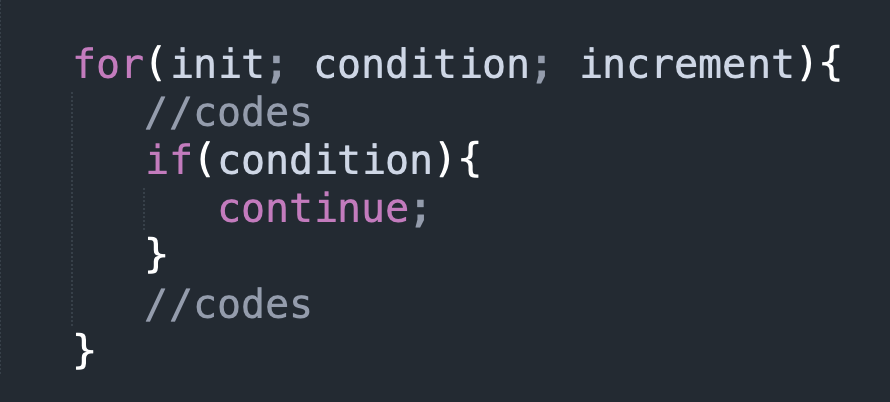 for(init; condition; increment){
//codes
if(condition){
continue;
}
//codes
}